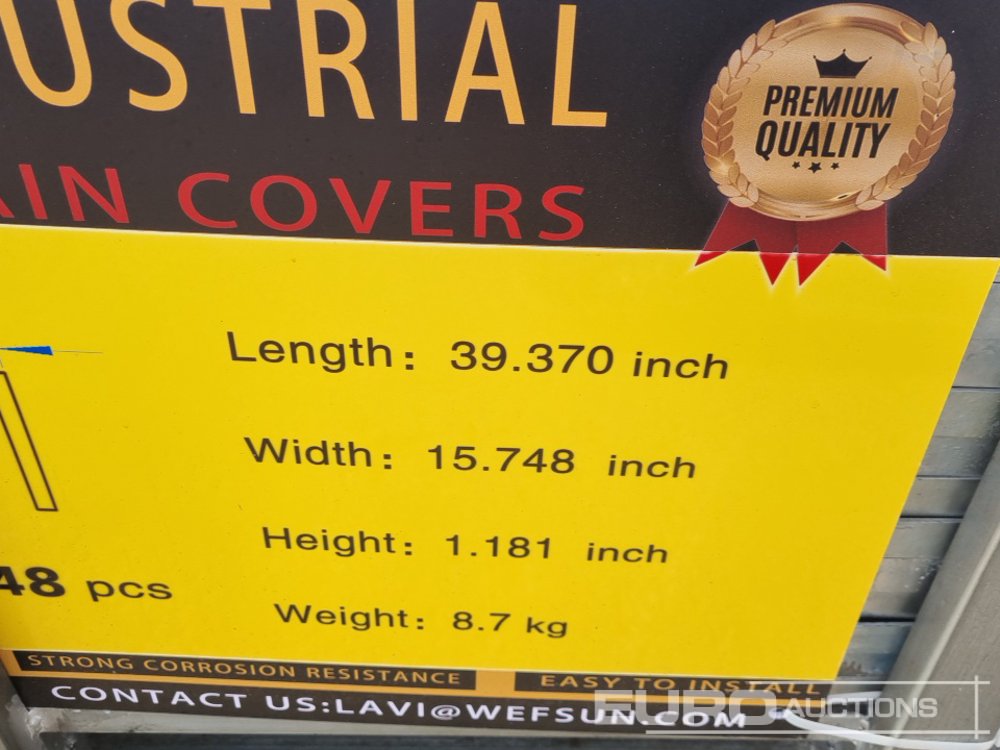 USTRIAL
AIN COVERS
PREMIUM
QUALITY
Length: 39.370 inch
Width: 15.748 inch
Height: 1.181 inch
48 pcs
Weight: 8.7 kg
STRONG CORROSION RESISTANCE
EASY TO INSTALL
CONTACT US:LAVI@WEFSUN.COM
EURO AUCTIONS